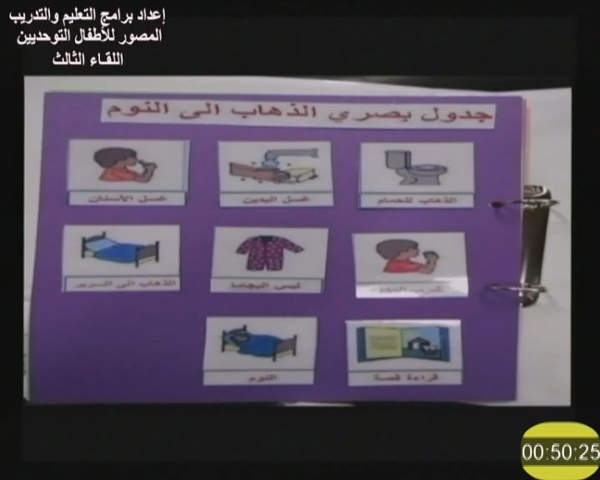 إعداد برامج التعليم والتدريب
المصور للأطفال التوحديين
اللقاء الثالث
جدول بصري الذهاب الى النوم
الذهاب للحمام
غسل اليدين
غسل الأسنان
لبس البيجاما
الذهاب الى السرير
قراءة قصة
النوم
00:50:25